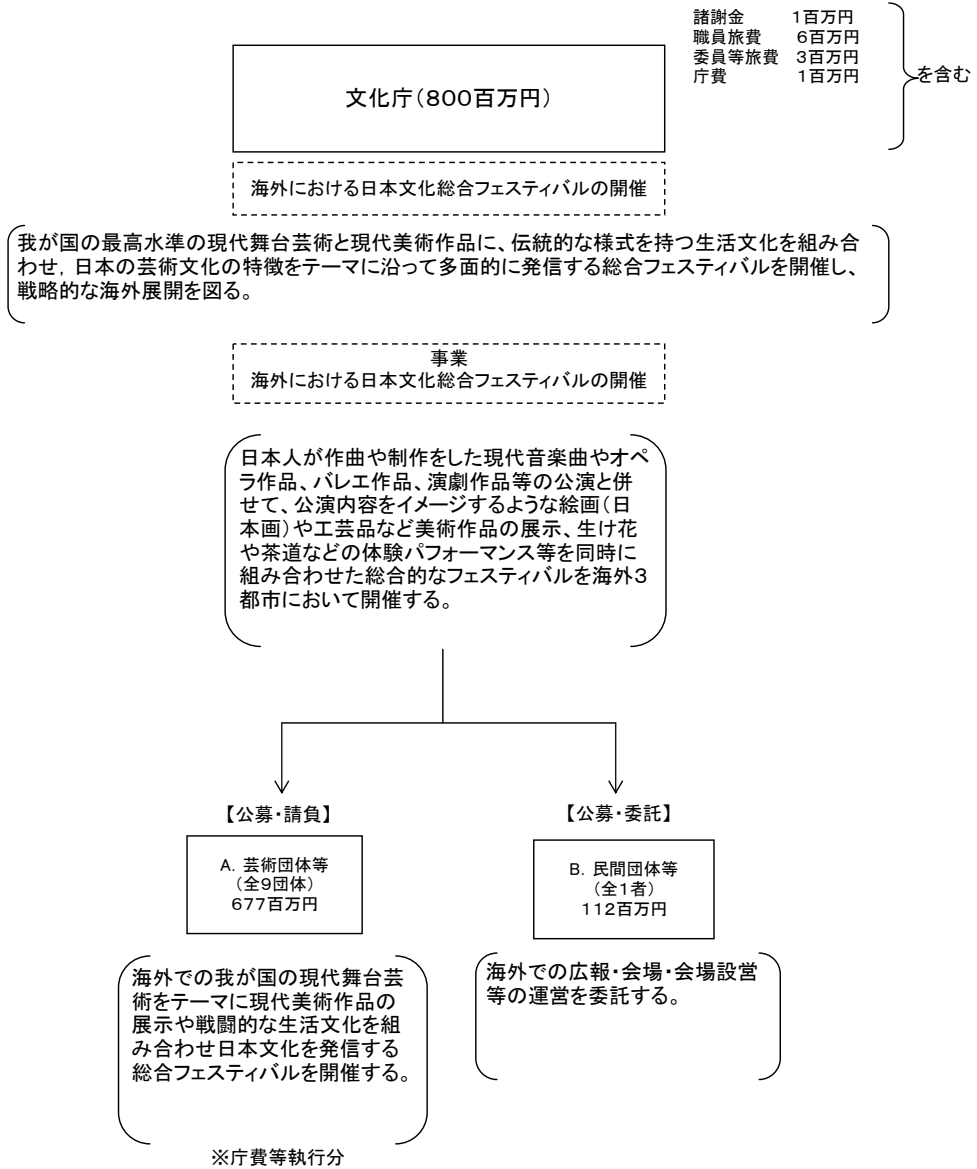 諸謝金　　　1百万円
職員旅費　　6百万円
委員等旅費　3百万円
庁費　　　　1百万円
を含む
文化庁(800百万円)
海外における日本文化総合フェスティバルの開催
我が国の最高水準の現代舞台芸術と現代美術作品に、伝統的な様式を持つ生活文化を組み合
わせ，日本の芸術文化の特徴をテーマに沿って多面的に発信する総合フェスティバルを開催し、
戦略的な海外展開を図る。
事業
海外における日本文化総合フェスティバルの開催
日本人が作曲や制作をした現代音楽曲やオペ
ラ作品、バレエ作品、演劇作品等の公演と併
せて、公演内容をイメージするような絵画(日
本画)や工芸品など美術作品の展示、生け花
や茶道などの体験パフォーマンス等を同時に
組み合わせた総合的なフェスティバルを海外3
都市において開催する。
【公募・請負】
A．芸術団体等
(全9団体)
677百万円
海外での我が国の現代舞台芸
術をテーマに現代美術作品の
展示や戦闘的な生活文化を組
み合わせ日本文化を発信する
総合フェスティバルを開催する。
※庁費等執行分
【公募・委託】
B．民間団体等
(全1者)
112百万円
海外での広報・会場・会場設営
等の運営を委託する。